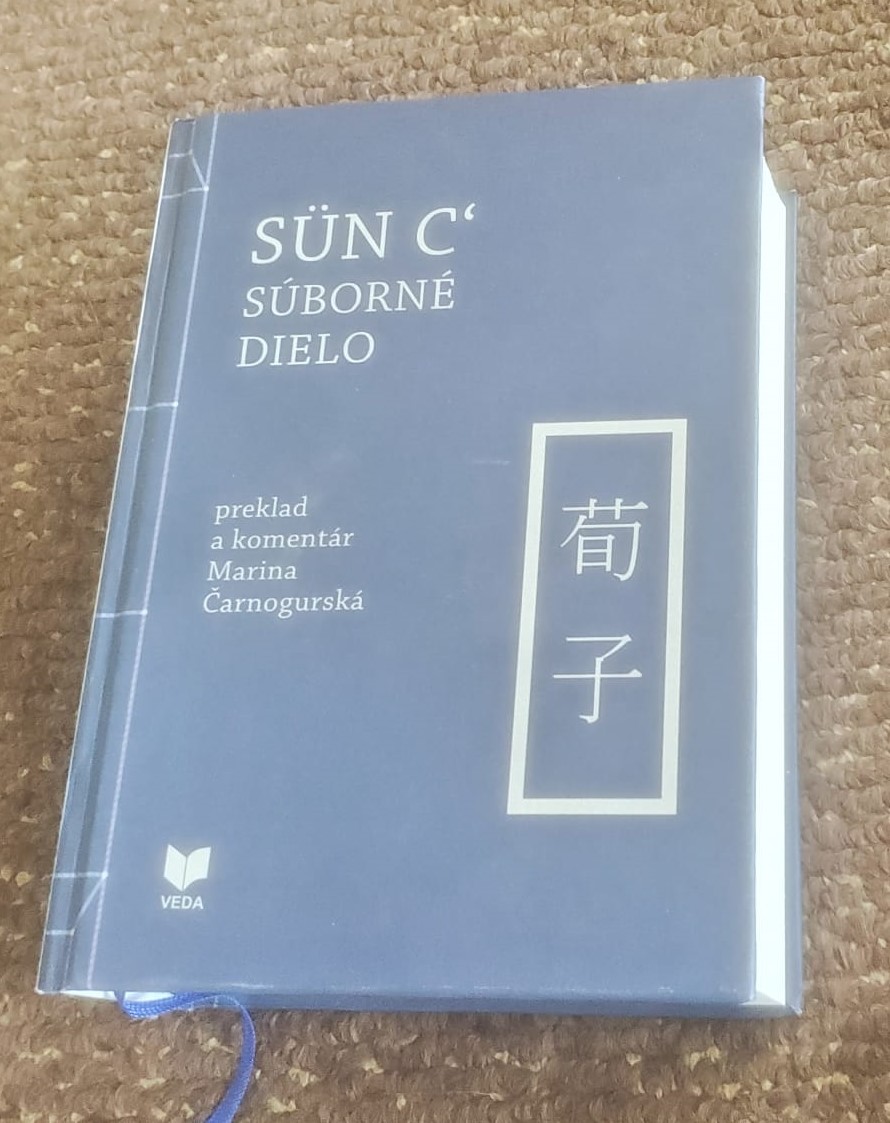 SÜN C‘
SÚBORNÉ
DIELO
preklad
a komentár
Marina
Čarnogurská
荀
子
VEDA